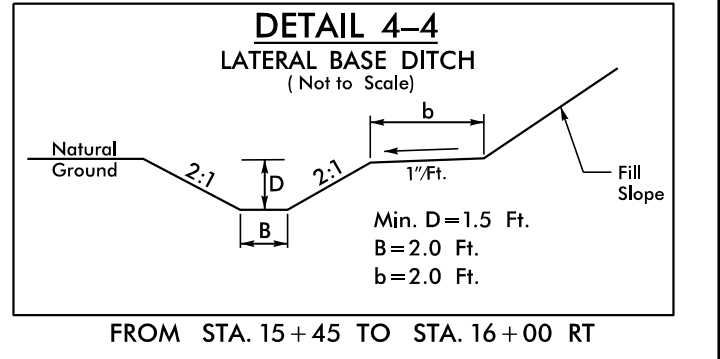 DETAIL 4–4
LATERAL BASE DITCH
( Not to Scale)
b
Natural
Ground
2:1
D
2:1
1"/Ft.
Fill
Slope
B
Min. D=1.5 Ft.
B=2.0 Ft.
b=2.0 Ft.
FROM STA. 15+45 TO STA. 16+00 RT